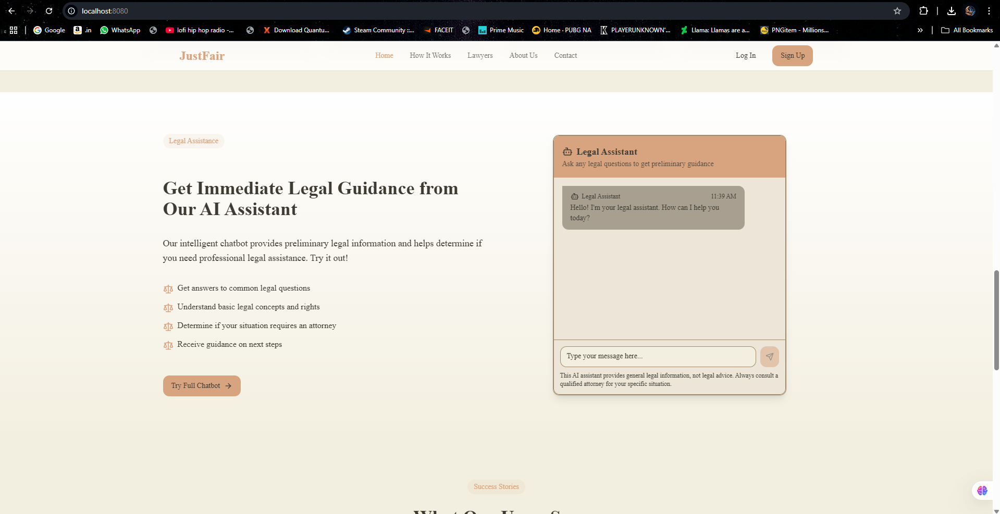 localhost:8080
Google
.in
WhatsApp
lofi hip hop radio -...
Download Quantu...
Steam Community ::...
FACEIT
Prime Music
Home · PUBG NA
PLAYERUNKNOWN'...
Llama: Llamas are a...
PNGitem - Millions...
»
All Bookmarks
JustFair
Home
How It Works
Lawyers
About Us
Contact
Log In
Sign Up
Legal Assistance
Get Immediate Legal Guidance from
Our AI Assistant
Our intelligent chatbot provides preliminary legal information and helps determine if
you need professional legal assistance. Try it out!
Get answers to common legal questions
Understand basic legal concepts and rights
Determine if your situation requires an attorney
Receive guidance on next steps
Try Full Chatbot
Legal Assistant
Ask any legal questions to get preliminary guidance
Legal Assistant 11:39 AM
Hello! I'm your legal assistant. How can I help you
today?
Type your message here...
This AI assistant provides general legal information, not legal advice. Always consult a
qualified attorney for your specific situation.
Success Stories